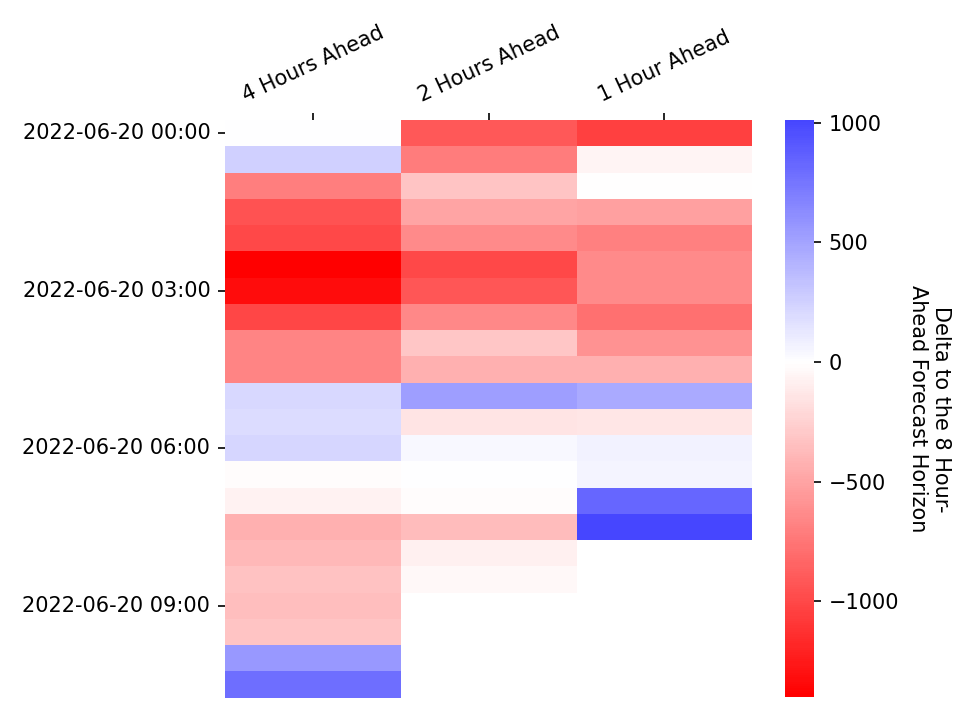 4 Hours Ahead
2 Hours Ahead
1 Hour Ahead
2022-06-20 00:00
2022-06-20 03:00
2022-06-20 06:00
2022-06-20 09:00
1000
500
0
−500
−1000
Delta to the 8 Hour-
Ahead Forecast Horizon